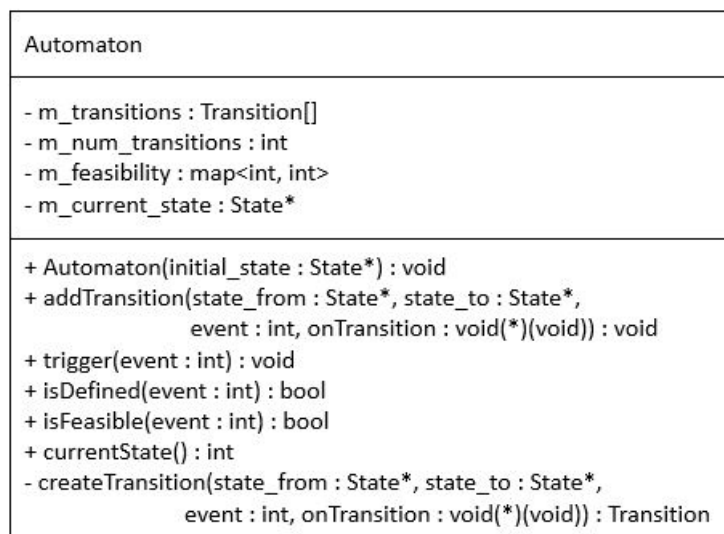 Automaton
- m_transitions : Transition[]
- m_num_transitions : int
- m_feasibility : map<int, int>
- m_current_state : State*
+ Automaton(initial_state : State*) : void
+ addTransition(state_from : State*, state_to : State*,
event : int, onTransition : void(*)(void)) : void
+ trigger(event : int) : void
+ isDefined(event : int) : bool
+ isFeasible(event : int) : bool
+ currentState() : int
- createTransition(state_from : State*, state_to : State*,
event : int, onTransition : void(*)(void)) : Transition